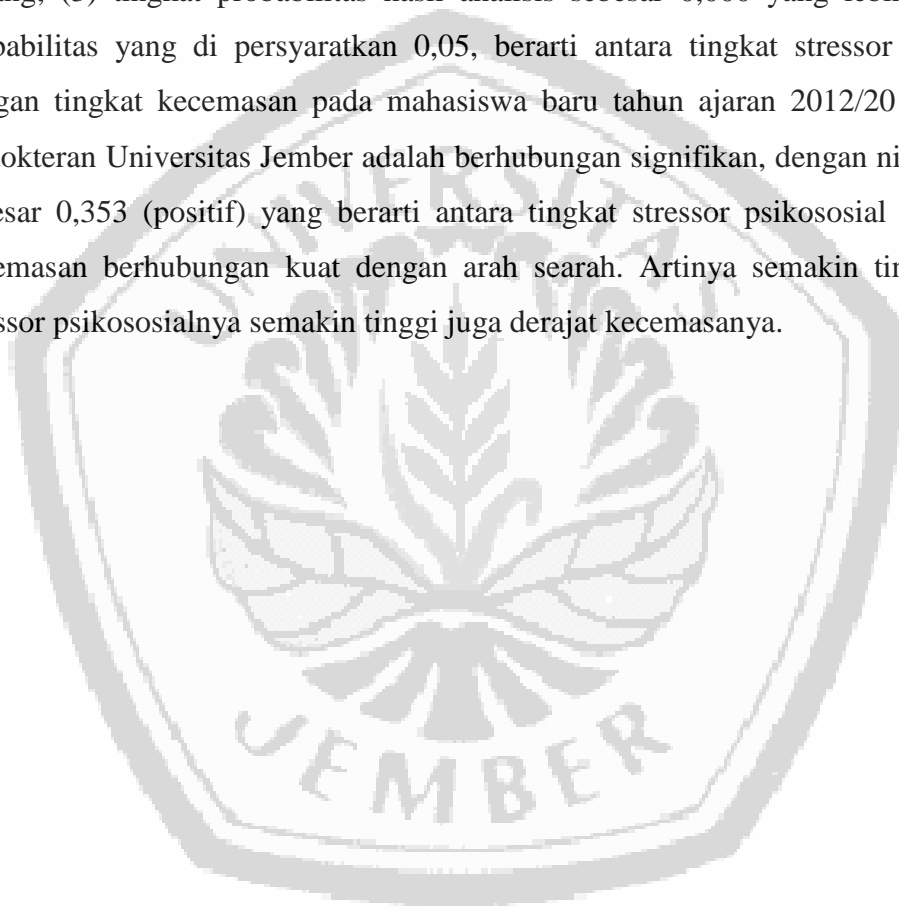 tingkat probabilitas hasil analisis sebesar 0,000 yang
babilitas yang di persyaratkan 0,05, berarti antara tingkat stressor
gan tingkat kecemasan pada mahasiswa baru tahun ajaran 2012/20
okteran Universitas Jember adalah berhubungan signifikan, dengan ni
esar 0,353 (positif) yang berarti antara tingkat stressor psikososial
emasan berhubungan kuat dengan arah searah. Artinya semakin tin
ssor psikososialnya semakin tinggi juga derajat kecemasanya.
UNIVERSITAS
JEMBER